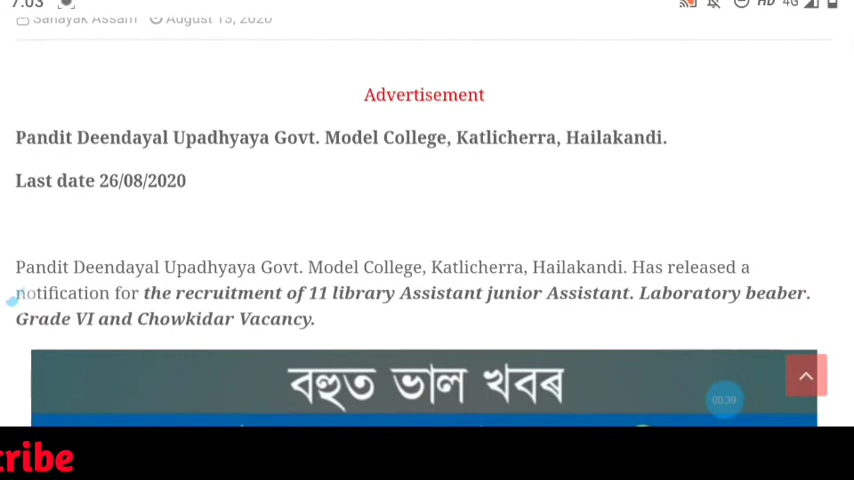 7:03 HD 4G
Sahayak Assam August 13, 2020
Advertisement
Pandit Deendayal Upadhyaya Govt. Model College, Katlicherra, Hailakandi.
Last date 26/08/2020
Pandit Deendayal Upadhyaya Govt. Model College, Katlicherra, Hailakandi. Has released a
notification for the recruitment of 11 library Assistant junior Assistant. Laboratory beaber.
Grade VI and Chowkidar Vacancy.
বহুত ভাল খবৰ
00:39
cribe